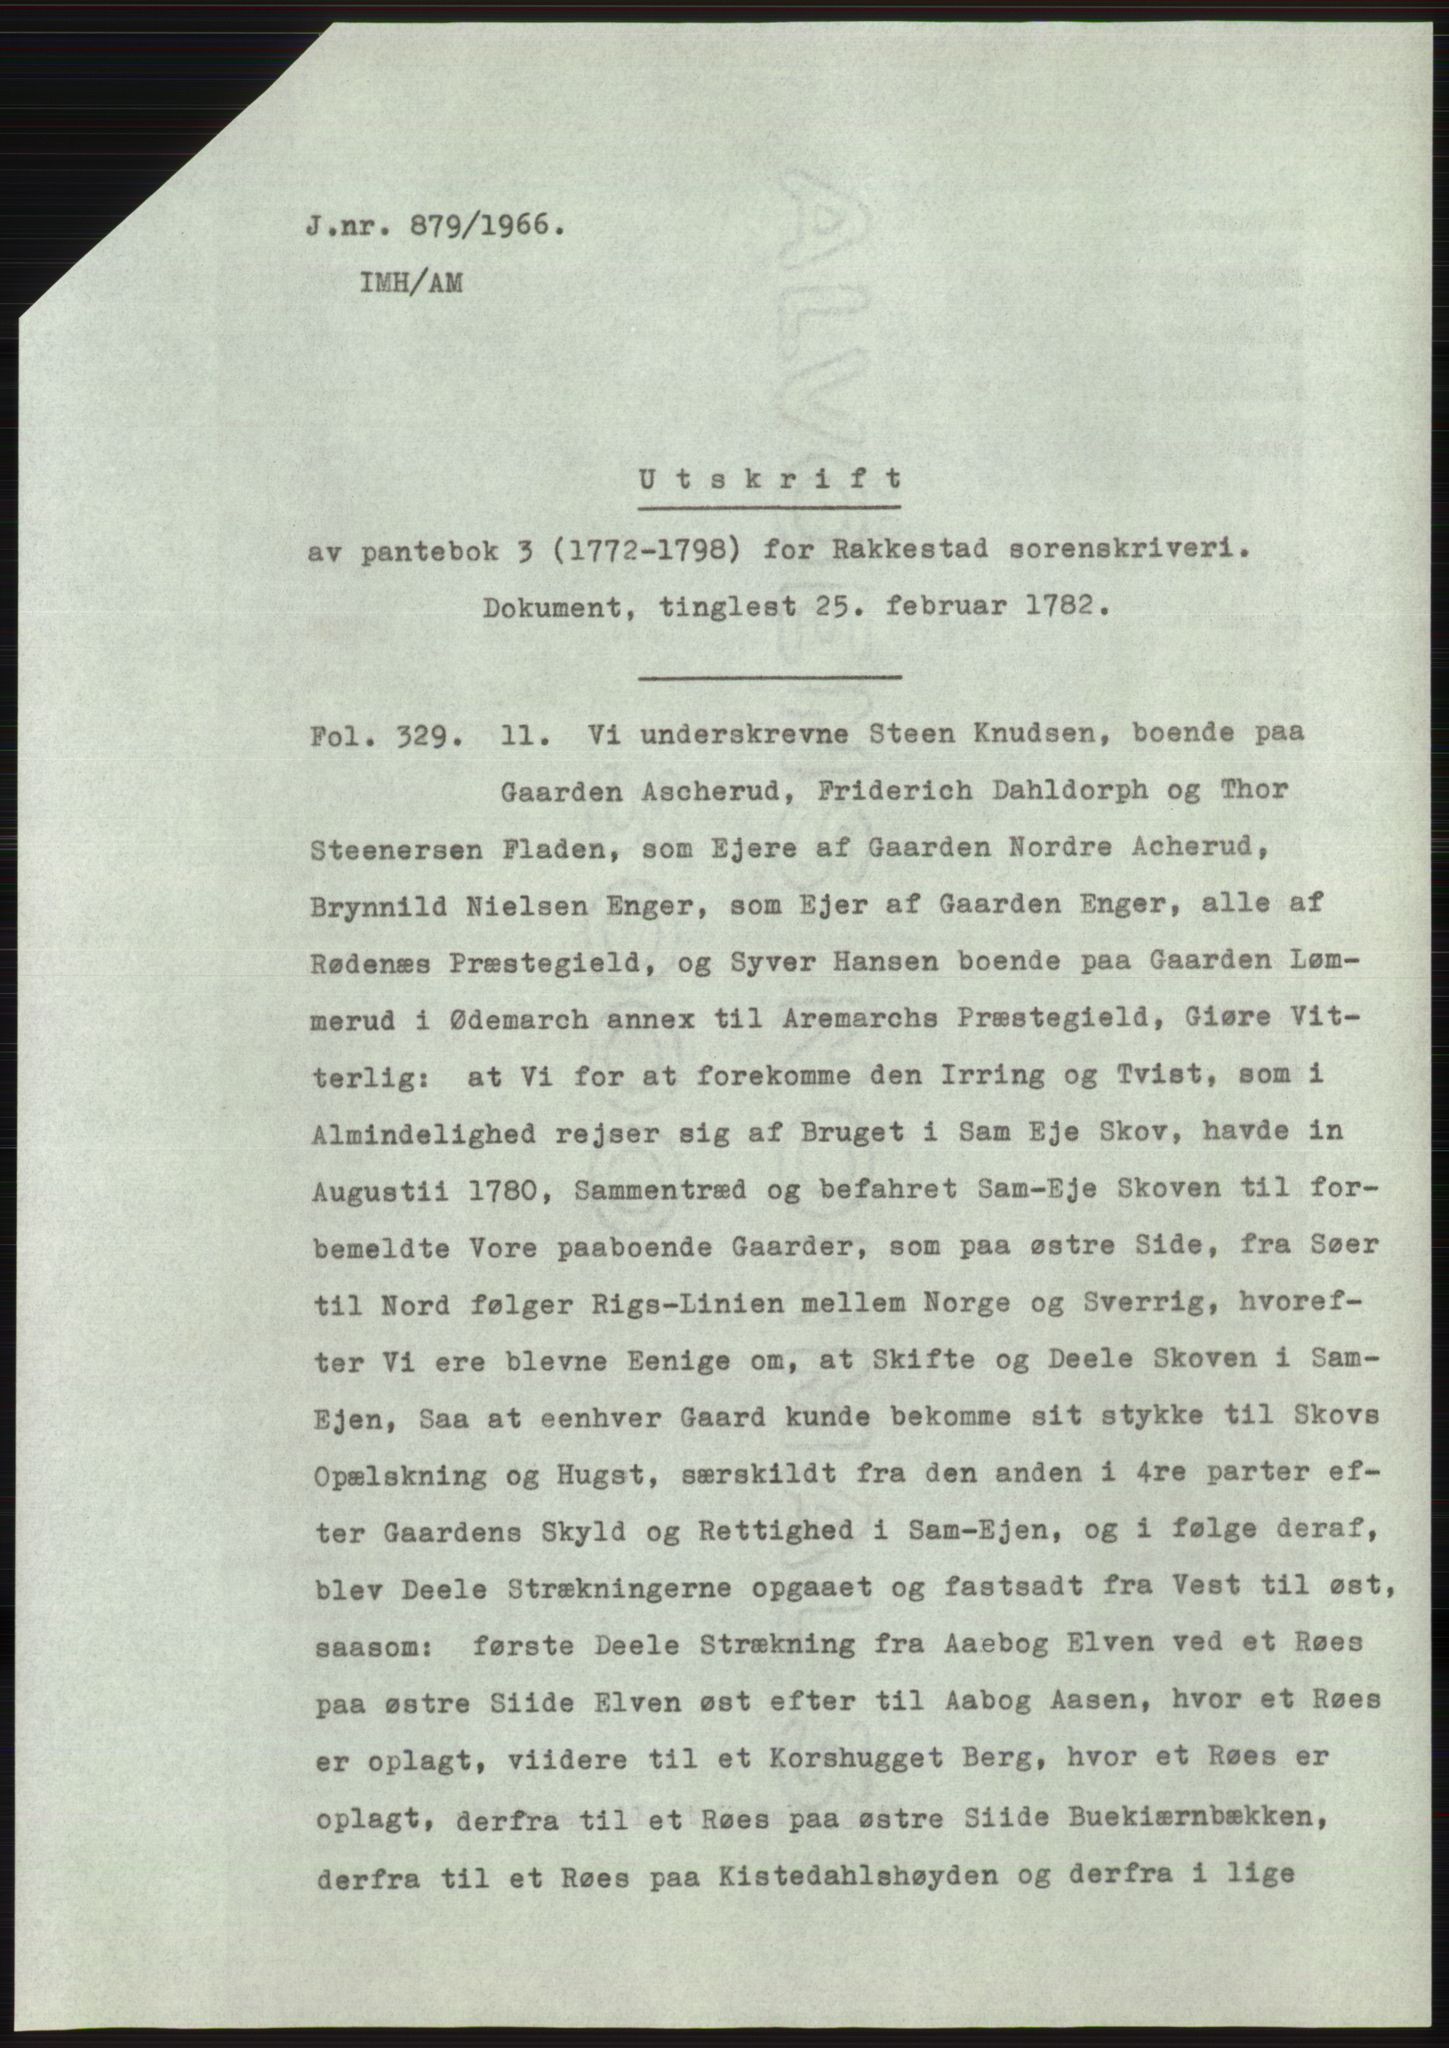 J.nr. 879/1966.
IMH/AM
Utskrift
av pantebok 3 (1772-1798) for Rakkestad sorenskriveri.
Dokument, tinglest 25. februar 1782.
Fol. 329. 11. Vi underskrevne Steen Knudsen, boende paa
Gaarden Ascherud, Friderich Dahldorph og Thor
Steenersen Fladen, som Ejere af Gaarden Nordre Acherud,
Brynnild Nielsen Enger, som Ejer af Gaarden Enger, alle af
Rødenæs Præstegield, og Syver Hansen boende paa Gaarden Løm-
merud i Ødemarch annex til Aremarchs Præstegield, Giøre Vit-
terlig: at Vi for at forekomme den Irring og Tvist, som i
Almindelighed rejser sig af Bruget i Sam Eje Skov, havde in
Augustii 1780, Sammentræd og befahret Sam-Eje Skoven til for-
bemeldte Vore paaboende Gaarder, som paa østre Side, fra Søer
til Nord følger Rigs-Linien mellem Norge og Sverrig, hvoref-
ter Vi ere blevne Eenige om, at Skifte og Deele Skoven i Sam-
Ejen, Saa at eenhver Gaard kunde bekomme sit stykke til Skovs
Opælskning og Hugst, særskildt fra den anden i 4re parter ef-
ter Gaardens Skyld og Rettighed i Sam-Ejen, og i følge deraf,
blev Deele Strækningerne opgaaet og fastsadt fra Vest til øst,
saasom: første Deele Strækning fra Aaebog Elven ved et Røes
paa østre Siide Elven øst efter til Aabog Aasen, hvor et Røes
er oplagt, viidere til et Korshugget Berg, hvor et Røes er
oplagt, derfra til et Røes paa østre Siide Buekiærnbækken,
derfra til et Røes paa Kistedahlshøyden og derfra i lige